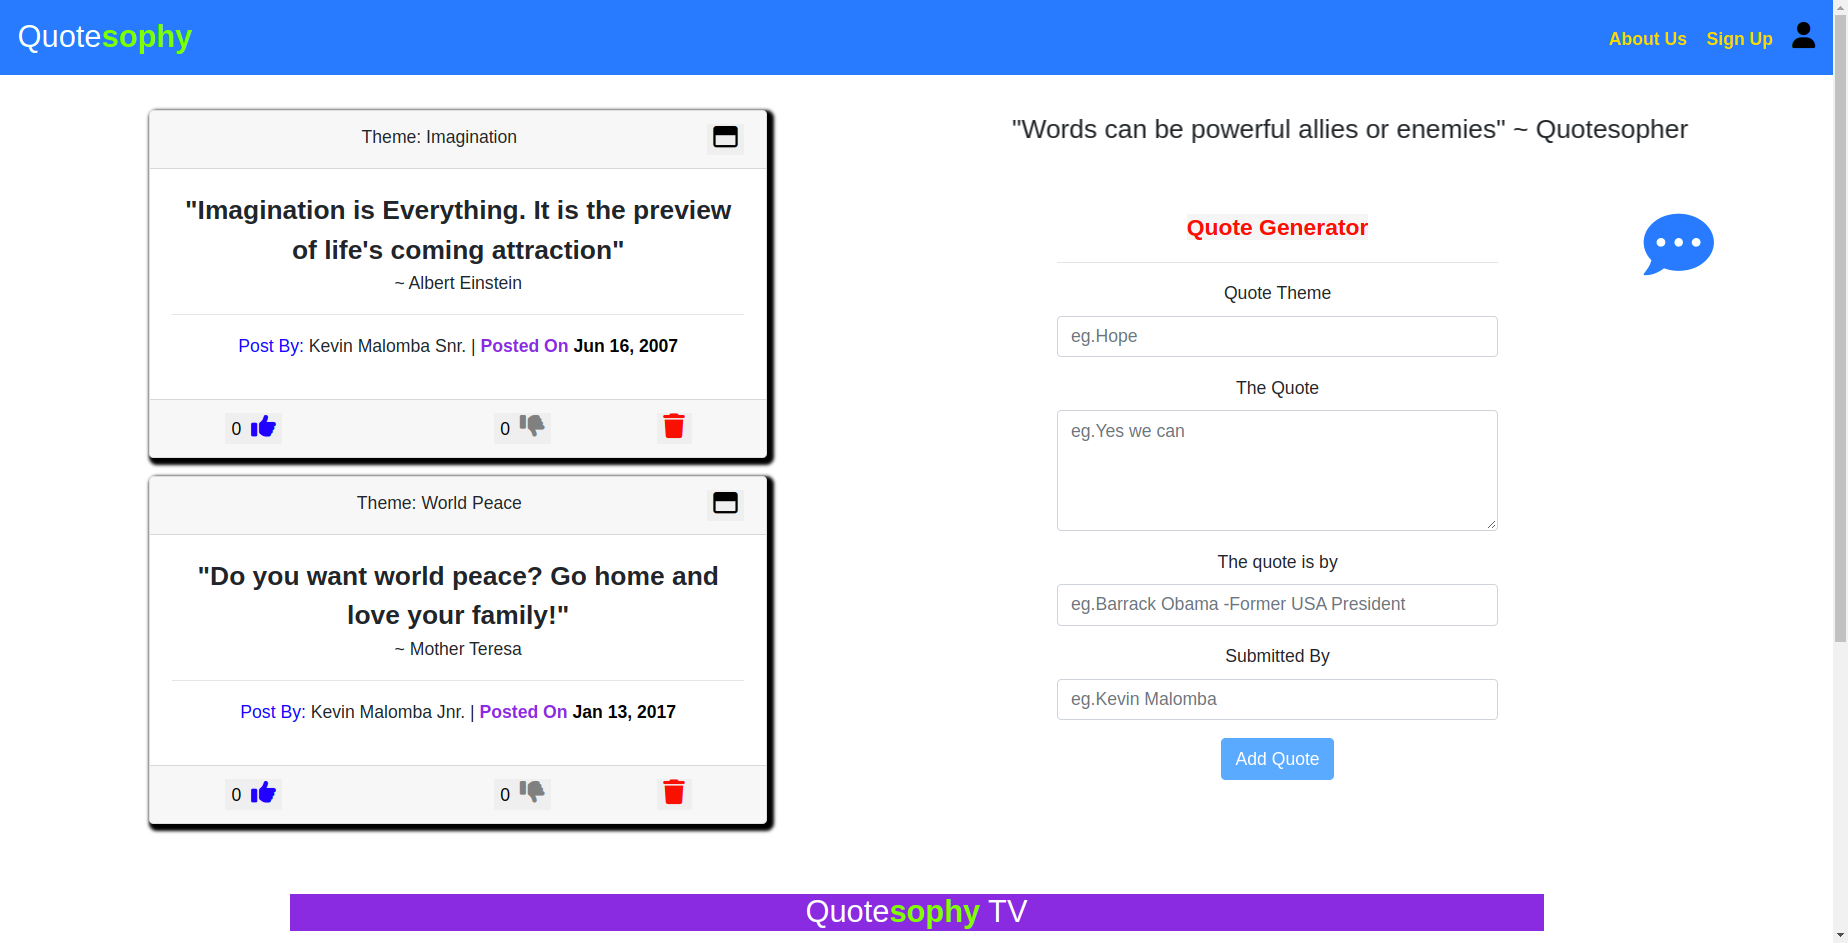 Quotesophy
About Us
Sign Up
Theme: Imagination
"Imagination is Everything. It is the preview
of life's coming attraction"
~ Albert Einstein
Post By: Kevin Malomba Snr. | Posted On Jun 16, 2007
0
0
Theme: World Peace
"Do you want world peace? Go home and
love your family!"
~ Mother Teresa
Post By: Kevin Malomba Jnr. | Posted On Jan 13, 2017
0
0
"Words can be powerful allies or enemies" ~ Quotesopher
Quote Generator
Quote Theme
eg.Hope
The Quote
eg.Yes we can
The quote is by
eg.Barrack Obama -Former USA President
Submitted By
eg.Kevin Malomba
Add Quote
Quotesophy TV